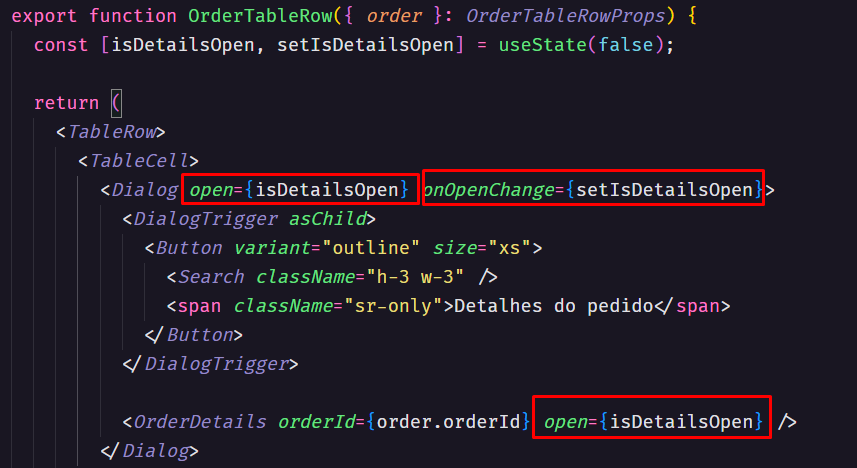 export function OrderTableRow({ order }: OrderTableRowProps) {
const [isDetailsOpen, setIsDetailsOpen] = useState(false);
return (
<TableRow>
<TableCell>
<Dialog open={isDetailsOpen} onOpenChange={setIsDetailsOpen}>
<DialogTrigger asChild>
<Button variant="outline" size="xs">
<Search className="h-3 w-3" />
<span className="sr-only">Detalhes do pedido</span>
</Button>
</DialogTrigger>
<OrderDetails orderId={order.orderId} open={isDetailsOpen} />
</Dialog>